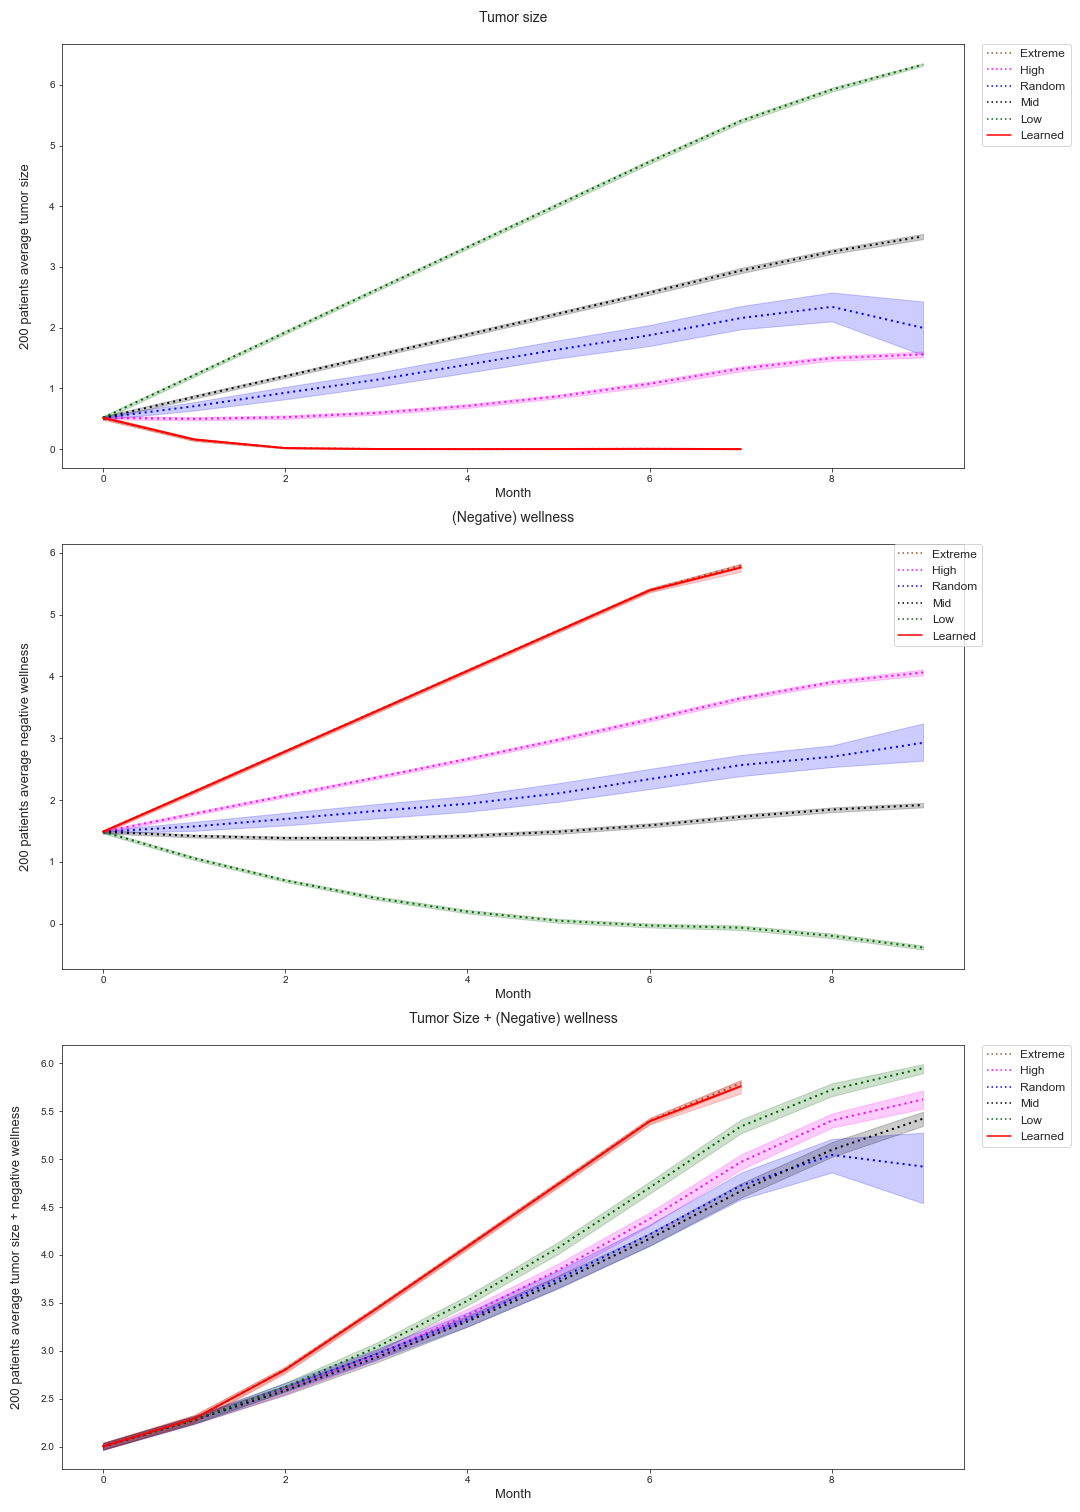 Tumor size
200 patients average tumor size
6
5
4
3
2
1
0
0 2 4 6 8
Month
Extreme
High
Random
Mid
Low
Learned
(Negative) wellness
200 patients average negative wellness
6
5
4
3
2
1
0
0 2 4 6 8
Month
Extreme
High
Random
Mid
Low
Learned
Tumor Size + (Negative) wellness
200 patients average tumor size + negative wellness
6.0
5.5
5.0
4.5
4.0
3.5
3.0
2.5
2.0
0 2 4 6 8
Month
Extreme
High
Random
Mid
Low
Learned